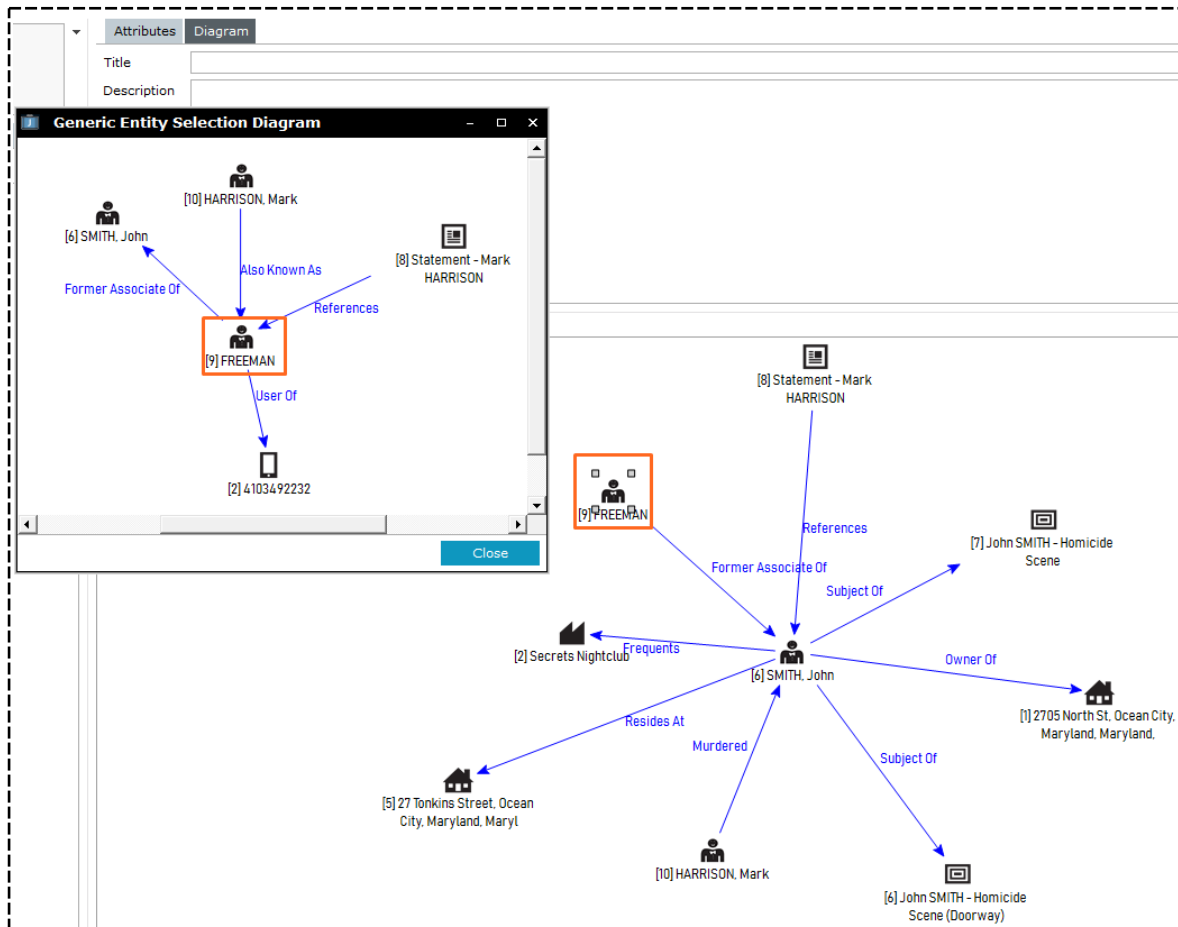 Attributes
Diagram
Title
Description
Generic Entity Selection Diagram
[10] HARRISON, Mark
[6] SMITH, John
[8] Statement - Mark
HARRISON
Also Known As
Former Associate Of
References
[9] FREEMAN
User Of
[2] 4103492232
Close
[8] Statement - Mark
HARRISON
[9] FREEMAN
References
[7] John SMITH - Homicide
Scene
Former Associate Of
Subject Of
Frequents
[2] Secrets Nightclub
Owner Of
[6] SMITH, John
[1] 2705 North St, Ocean City,
Maryland, Maryland,
Resides At
Murdered
Subject Of
[5] 27 Tonkins Street, Ocean
City, Maryland, Maryl
[10] HARRISON, Mark
[6] John SMITH - Homicide
Scene (Doorway)